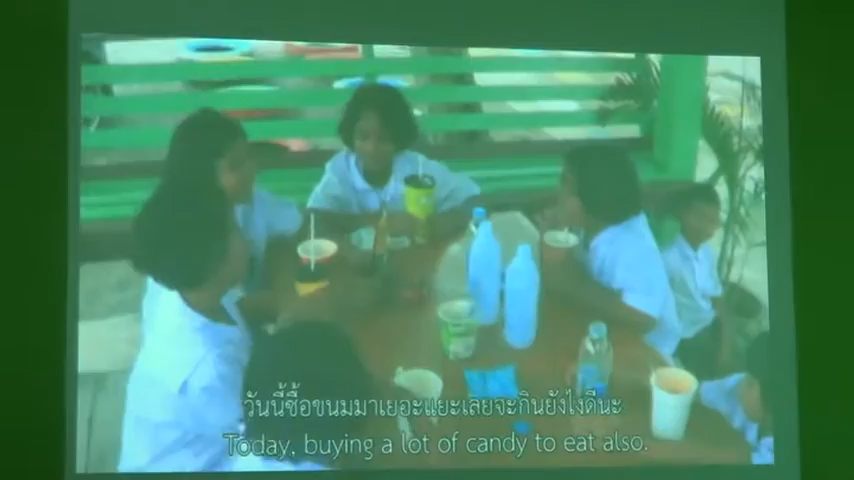 วันนี้ซื้อขนมมาเยอะแยะเลยจะกินยังไงดีนะ
Today, buying a lot of candy to eat also.